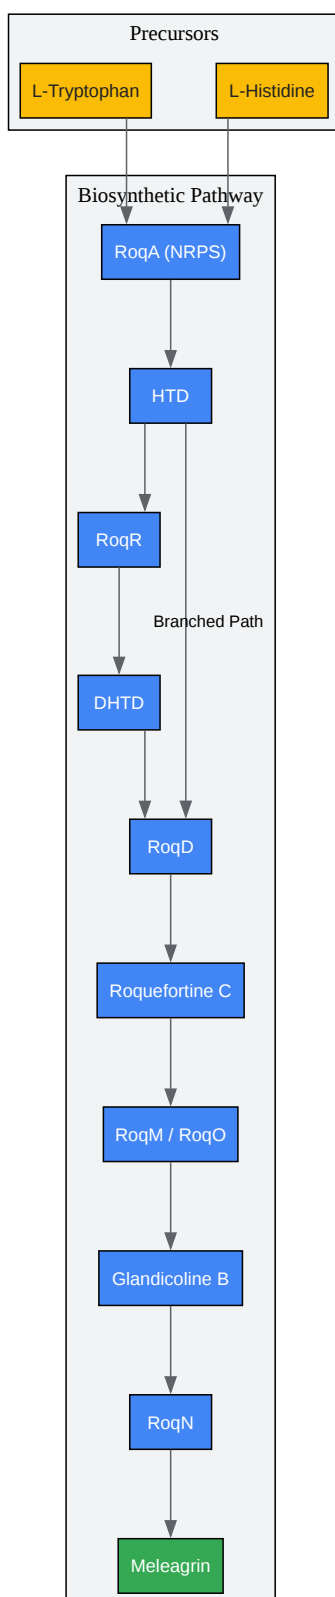 Precursors
L-Tryptophan
L-Histidine
Biosynthetic Pathway
RoqA (NRPS)
HTD
RoqR
Branched Path
DHTD
RoqD
Roquefortine C
RoqM / RoqO
Glandicoline B
RoqN
Meleagrin